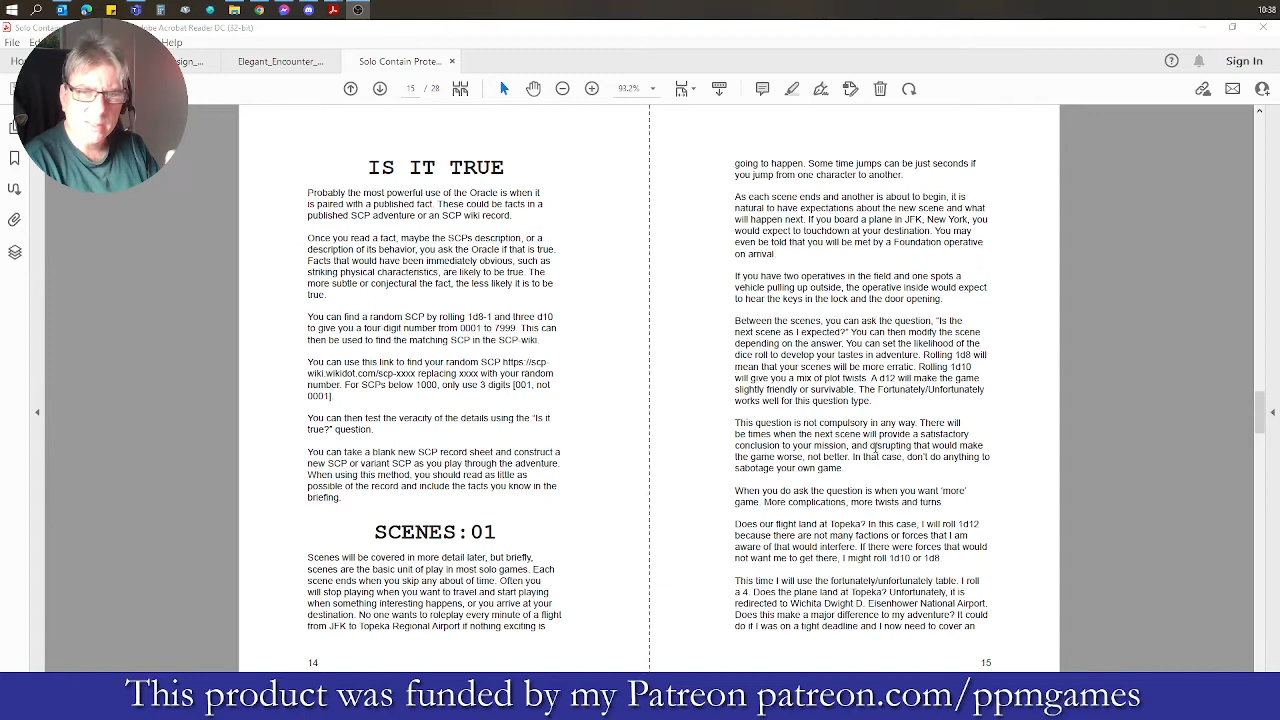 10:38
Solo Contain
dobe Acrobat Reader DC (32-bit)
File
Ed
Help
Ho
sign_...
Elegant_Encounter_...
Solo Contain Prote...
Sign In
15 / 28
93.2%
IS IT TRUE
Probably the most powerful use of the Oracle is when it
is paired with a published fact. These could be facts in a
published SCP adventure or an SCP wiki record.
Once you read a fact, maybe the SCPs description, or a
description of its behavior, you ask the Oracle if that is true.
Facts that would have been immediately obvious, such as
striking physical characteristics, are likely to be true. The
more subtle or conjectural the fact, the less likely it is to be
true.
You can find a random SCP by rolling 1d8-1 and three d10
to give you a four-digit number from 0001 to 7999. This can
then be used to find the matching SCP in the SCP-wiki.
You can use this link to find your random SCP https://scp-
wiki.wikidot.com/scp-xxxx replacing xxxx with your random
number. For SCPs below 1000, only use 3 digits [001, not
0001].
You can then test the veracity of the details using the “Is it
true?” question.
You can take a blank new SCP record sheet and construct a
new SCP or variant SCP as you play through the adventure.
When using this method, you should read as little as
possible of the record and include the facts you know in the
briefing.
SCENES:01
Scenes will be covered in more detail later, but briefly,
scenes are the basic unit of play in most solo games. Each
scene ends when you skip any about of time. Often you
will stop playing when you want to travel and start playing
when something interesting happens, or you arrive at your
destination. No one wants to roleplay every minute of a flight
from JFK to Topeka Regional Airport if nothing exciting is
14
going to happen. Some time jumps can be just seconds if
you jump from one character to another.
As each scene ends and another is about to begin, it is
natural to have expectations about the new scene and what
will happen next. If you board a plane in JFK, New York, you
would expect to touchdown at your destination. You may
even be told that you will be met by a Foundation operative
on arrival.
If you have two operatives in the field and one spots a
vehicle pulling up outside, the operative inside would expect
to hear the keys in the lock and the door opening.
Between the scenes, you can ask the question, “Is the
next scene as I expected?” You can then modify the scene
depending on the answer. You can set the likelihood of the
dice roll to develop your tastes in adventure. Rolling 1d8 will
mean that your scenes will be more erratic. Rolling 1d10
will give you a mix of plot twists. A d12 will make the game
slightly friendly or survivable. The Fortunately/Unfortunately
works well for this question type.
This question is not compulsory in any way. There will
be times when the next scene will provide a satisfactory
conclusion to your mission, and disrupting that would make
the game worse, not better. In that case, don’t do anything to
sabotage your own game.
When you do ask the question is when you want ‘more’
game. More complications, more twists and turns.
Does our flight land at Topeka? In this case, I will roll 1d12
because there are not many factions or forces that I am
aware of that would interfere. If there were forces that would
not want me to get there, I might roll 1d10 or 1d8.
This time I will use the fortunately/unfortunately table. I roll
a 4. Does the plane land at Topeka? Unfortunately, it is
redirected to Wichita Dwight D. Eisenhower National Airport.
Does this make a major difference to my adventure? It could
do if I was on a tight deadline and I now need to cover an
15
This product was funded by my Patreon patreon.com/ppmgames